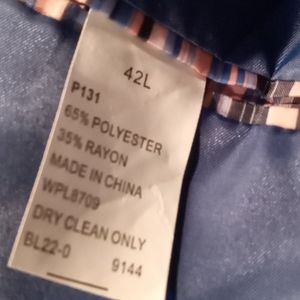 42L
P131
65% POLYESTER
35% RAYON
MADE IN CHINA
WPL8709
DRY CLEAN ONLY
BL22-0 9144